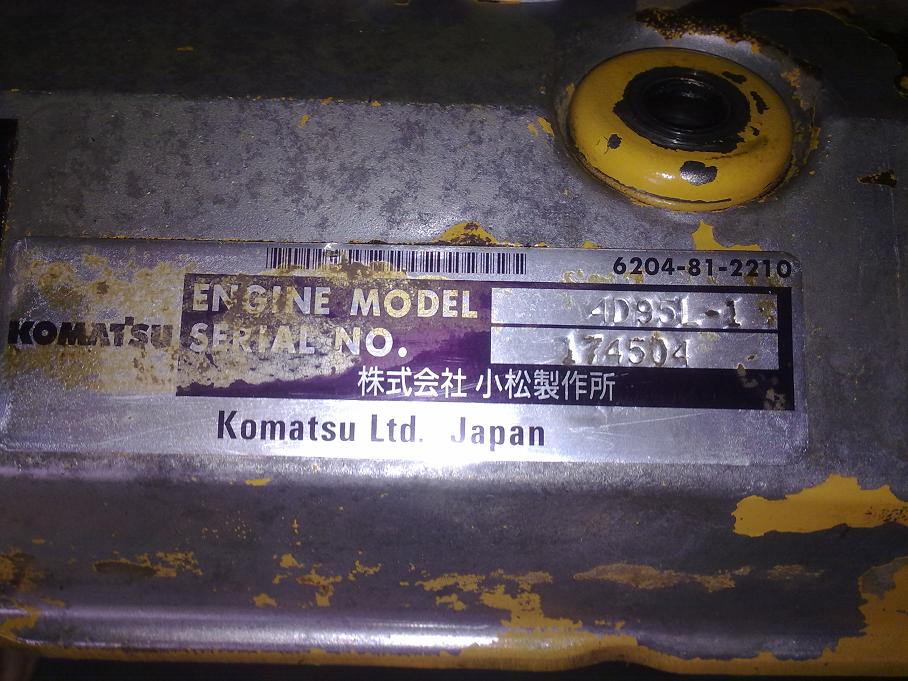 6204-81-2210
KOMATSU
ENGINE MODEL 4D95L-1
SERIAL NO. 174504
株式会社 小松製作所
Komatsu Ltd. Japan